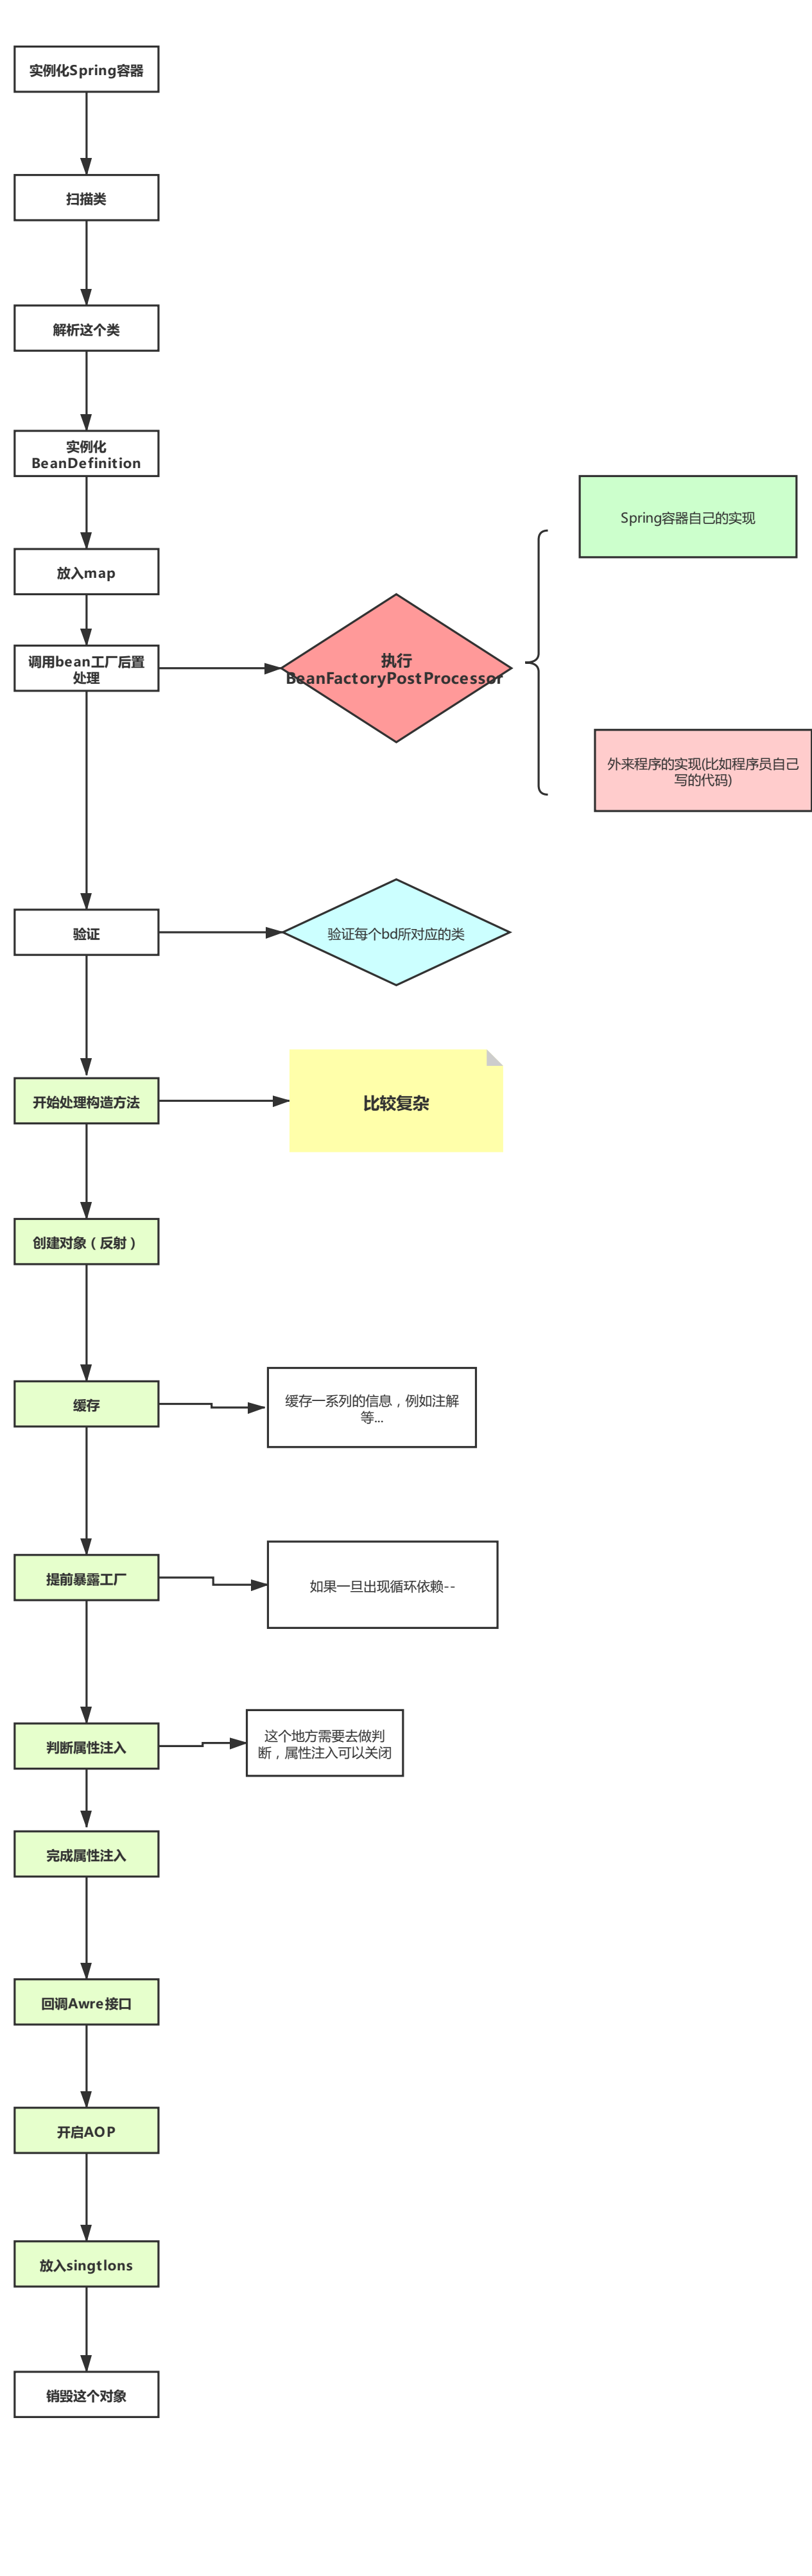 实例化Spring容器
扫描类
解析这个类
实例化
BeanDefinition
放入map
调用bean工厂后置
处理
执行
BeanFactoryPostProcessor
Spring容器自己的实现
外来程序的实现(比如程序员自己
写的代码)
验证
验证每个bd所对应的类
开始处理构造方法
比较复杂
创建对象（反射）
缓存
缓存一系列的信息，例如注解
等...
提前暴露工厂
如果一旦出现循环依赖--
判断属性注入
这个地方需要去做判
断，属性注入可以关闭
完成属性注入
回调Awre接口
开启AOP
放入singtlons
销毁这个对象